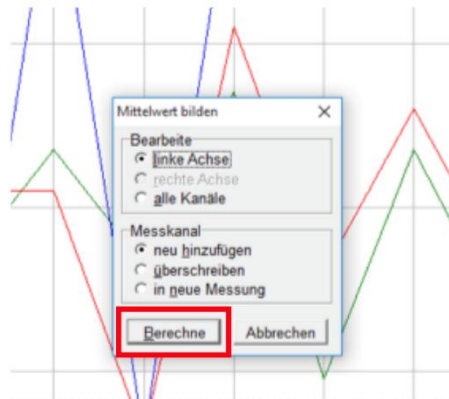 Mittelwert bilden
Bearbeite
linke Achse
rechte Achse
alle Kanäle
Messkanal
neu hinzufügen
überschreiben
in neue Messung
Berechne Abbrechen